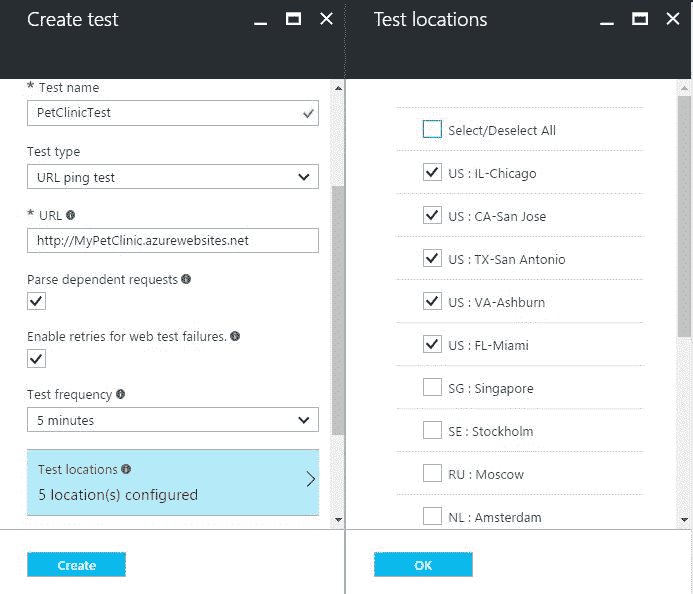 Create test
* Test name
PetClinicTest
Test type
URL ping test
* URL
http://MyPetClinic.azurewebsites.net
Parse dependent requests
Enable retries for web test failures.
Test frequency
5 minutes
Test locations
5 location(s) configured
Create
Test locations
Select/Deselect All
US : IL-Chicago
US : CA-San Jose
US : TX-San Antonio
US : VA-Ashburn
US : FL-Miami
SG : Singapore
SE : Stockholm
RU : Moscow
NL : Amsterdam
OK